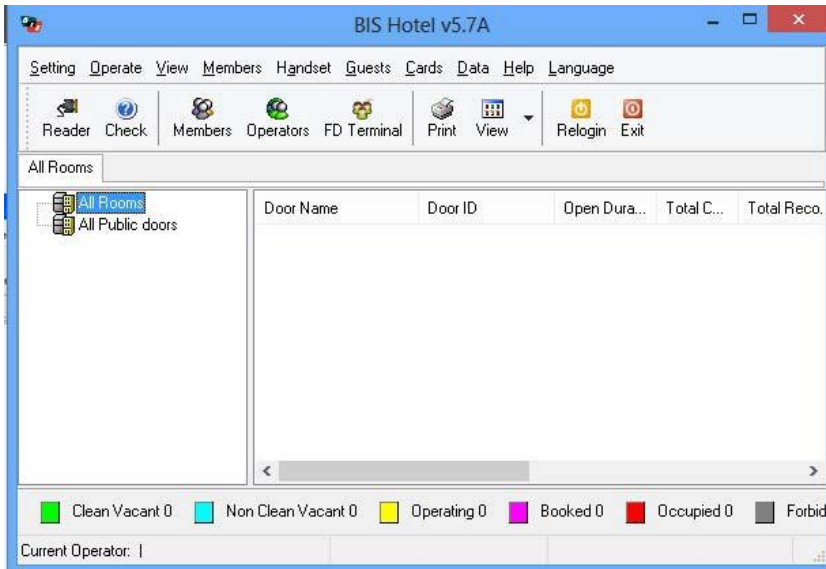 BIS Hotel v5.7A
Setting Operate View Members Handset Guests Cards Data Help Language
Reader Check Members Operators FD Terminal Print View Relogin Exit
All Rooms
All Rooms
All Public doors
Door Name Door ID Open Dura... Total C... Total Reco.
Clean Vacant 0 Non Clean Vacant 0 Operating 0 Booked 0 Occupied 0 Forbid
Current Operator: |